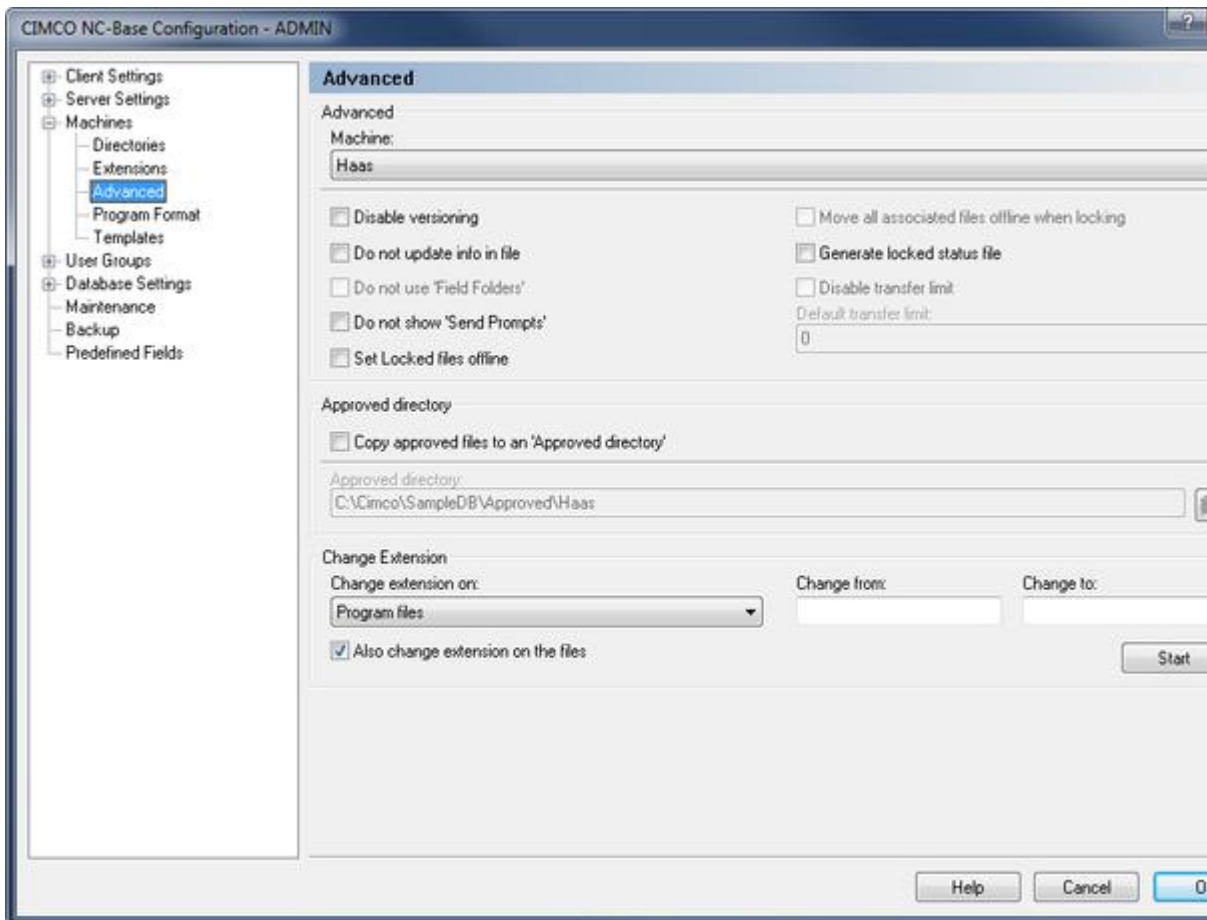 CIMCO NC-Base Configuration - ADMIN
?
Client Settings
Server Settings
Machines
Directories
Extensions
Advanced
Program Format
Templates
User Groups
Database Settings
Maintenance
Backup
Predefined Fields
Advanced
Advanced
Machine:
Haas
Disable versioning
Move all associated files offline when locking
Do not update info in file
Generate locked status file
Do not use 'Field Folders'
Disable transfer limit
Do not show 'Send Prompts'
Default transfer limit:
0
Set Locked files offline
Approved directory
Copy approved files to an 'Approved directory'
Approved directory:
C:\Cimco\SampleDB\Approved\Haas
Change Extension
Change extension on:
Change from:
Change to:
Program files
Also change extension on the files
Start
Help
Cancel